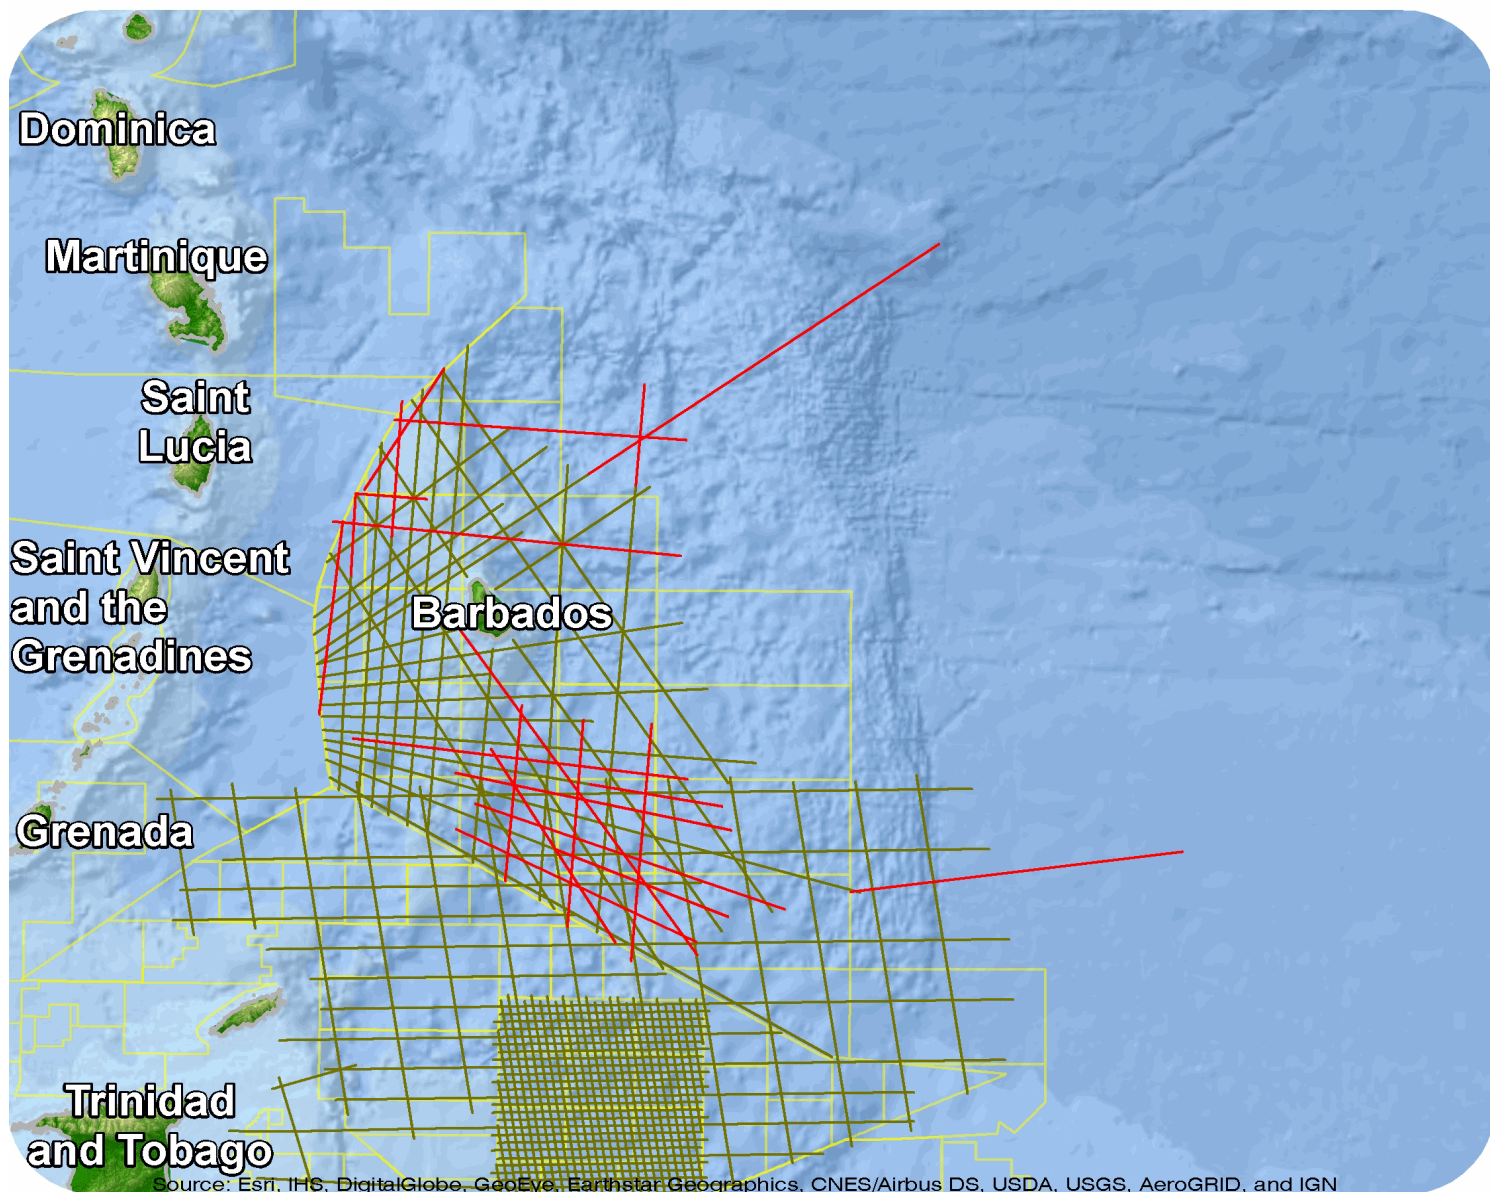 Dominica
Martinique
Saint
Lucia
Saint Vincent
and the
Grenadines
Barbados
Grenada
Trinidad
and Tobago
Source: Esri, IHS, DigitalGlobe, GeoEye, Earthstar Geographics, CNES/Airbus DS, USDA, USGS, AeroGRID, and IGN